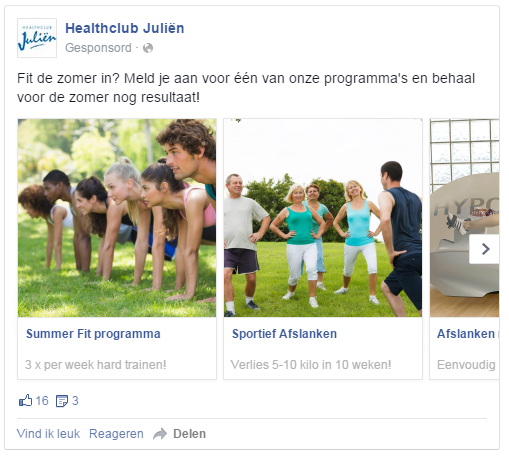 HEALTHCLUB
Juliën
Healthclub Juliën
Gesponsord ·
Fit de zomer in? Meld je aan voor één van onze programma's en behaal
voor de zomer nog resultaat!
HYPO
Summer Fit programma
Sportief Afslanken
Afslanken
3 x per week hard trainen!
Verlies 5-10 kilo in 10 weken!
Eenvoudig
16
3
Vind ik leuk Reageren Delen